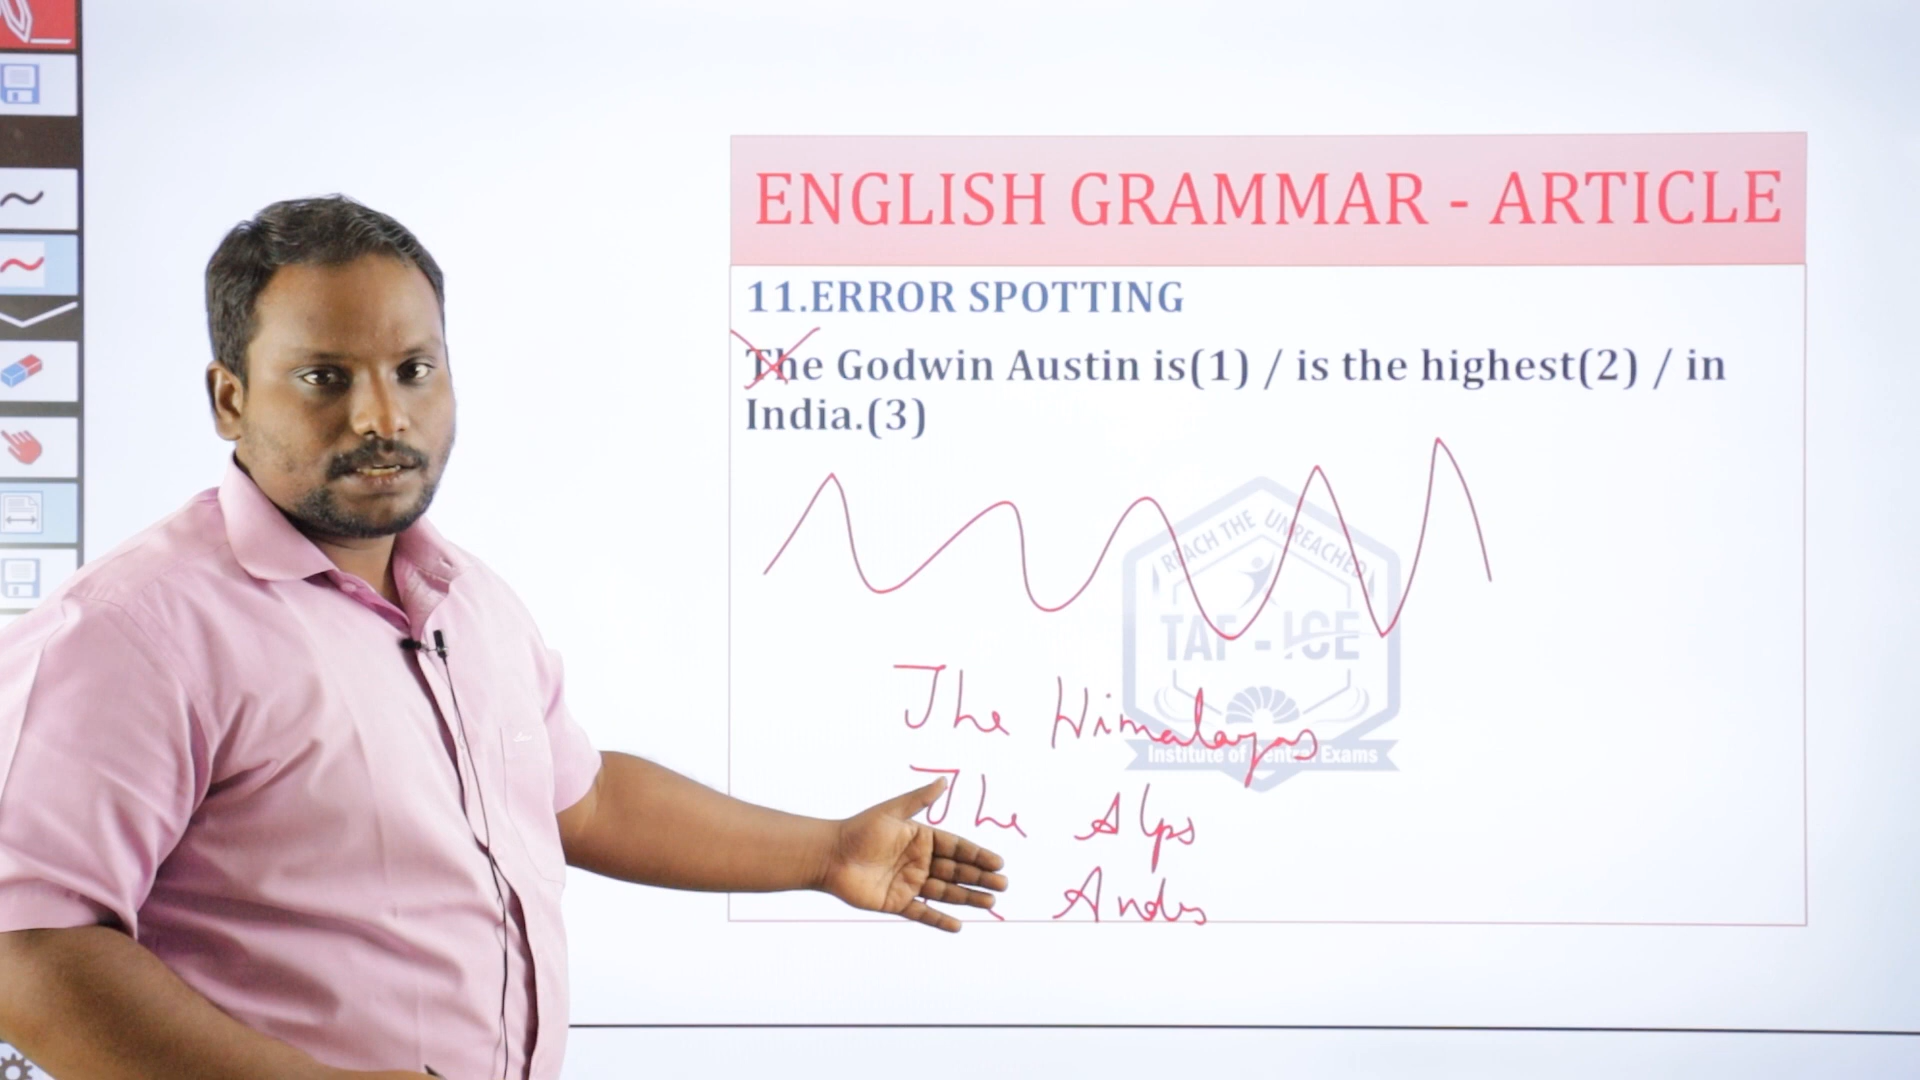 ENGLISH GRAMMAR - ARTICLE
11.ERROR SPOTTING
The Godwin Austin is(1) / is the highest(2) / in
India.(3)
REACH THE UNREACHED
TAF - ICE
Institute of Central Exams
The Himalayas
The Alps
Andes